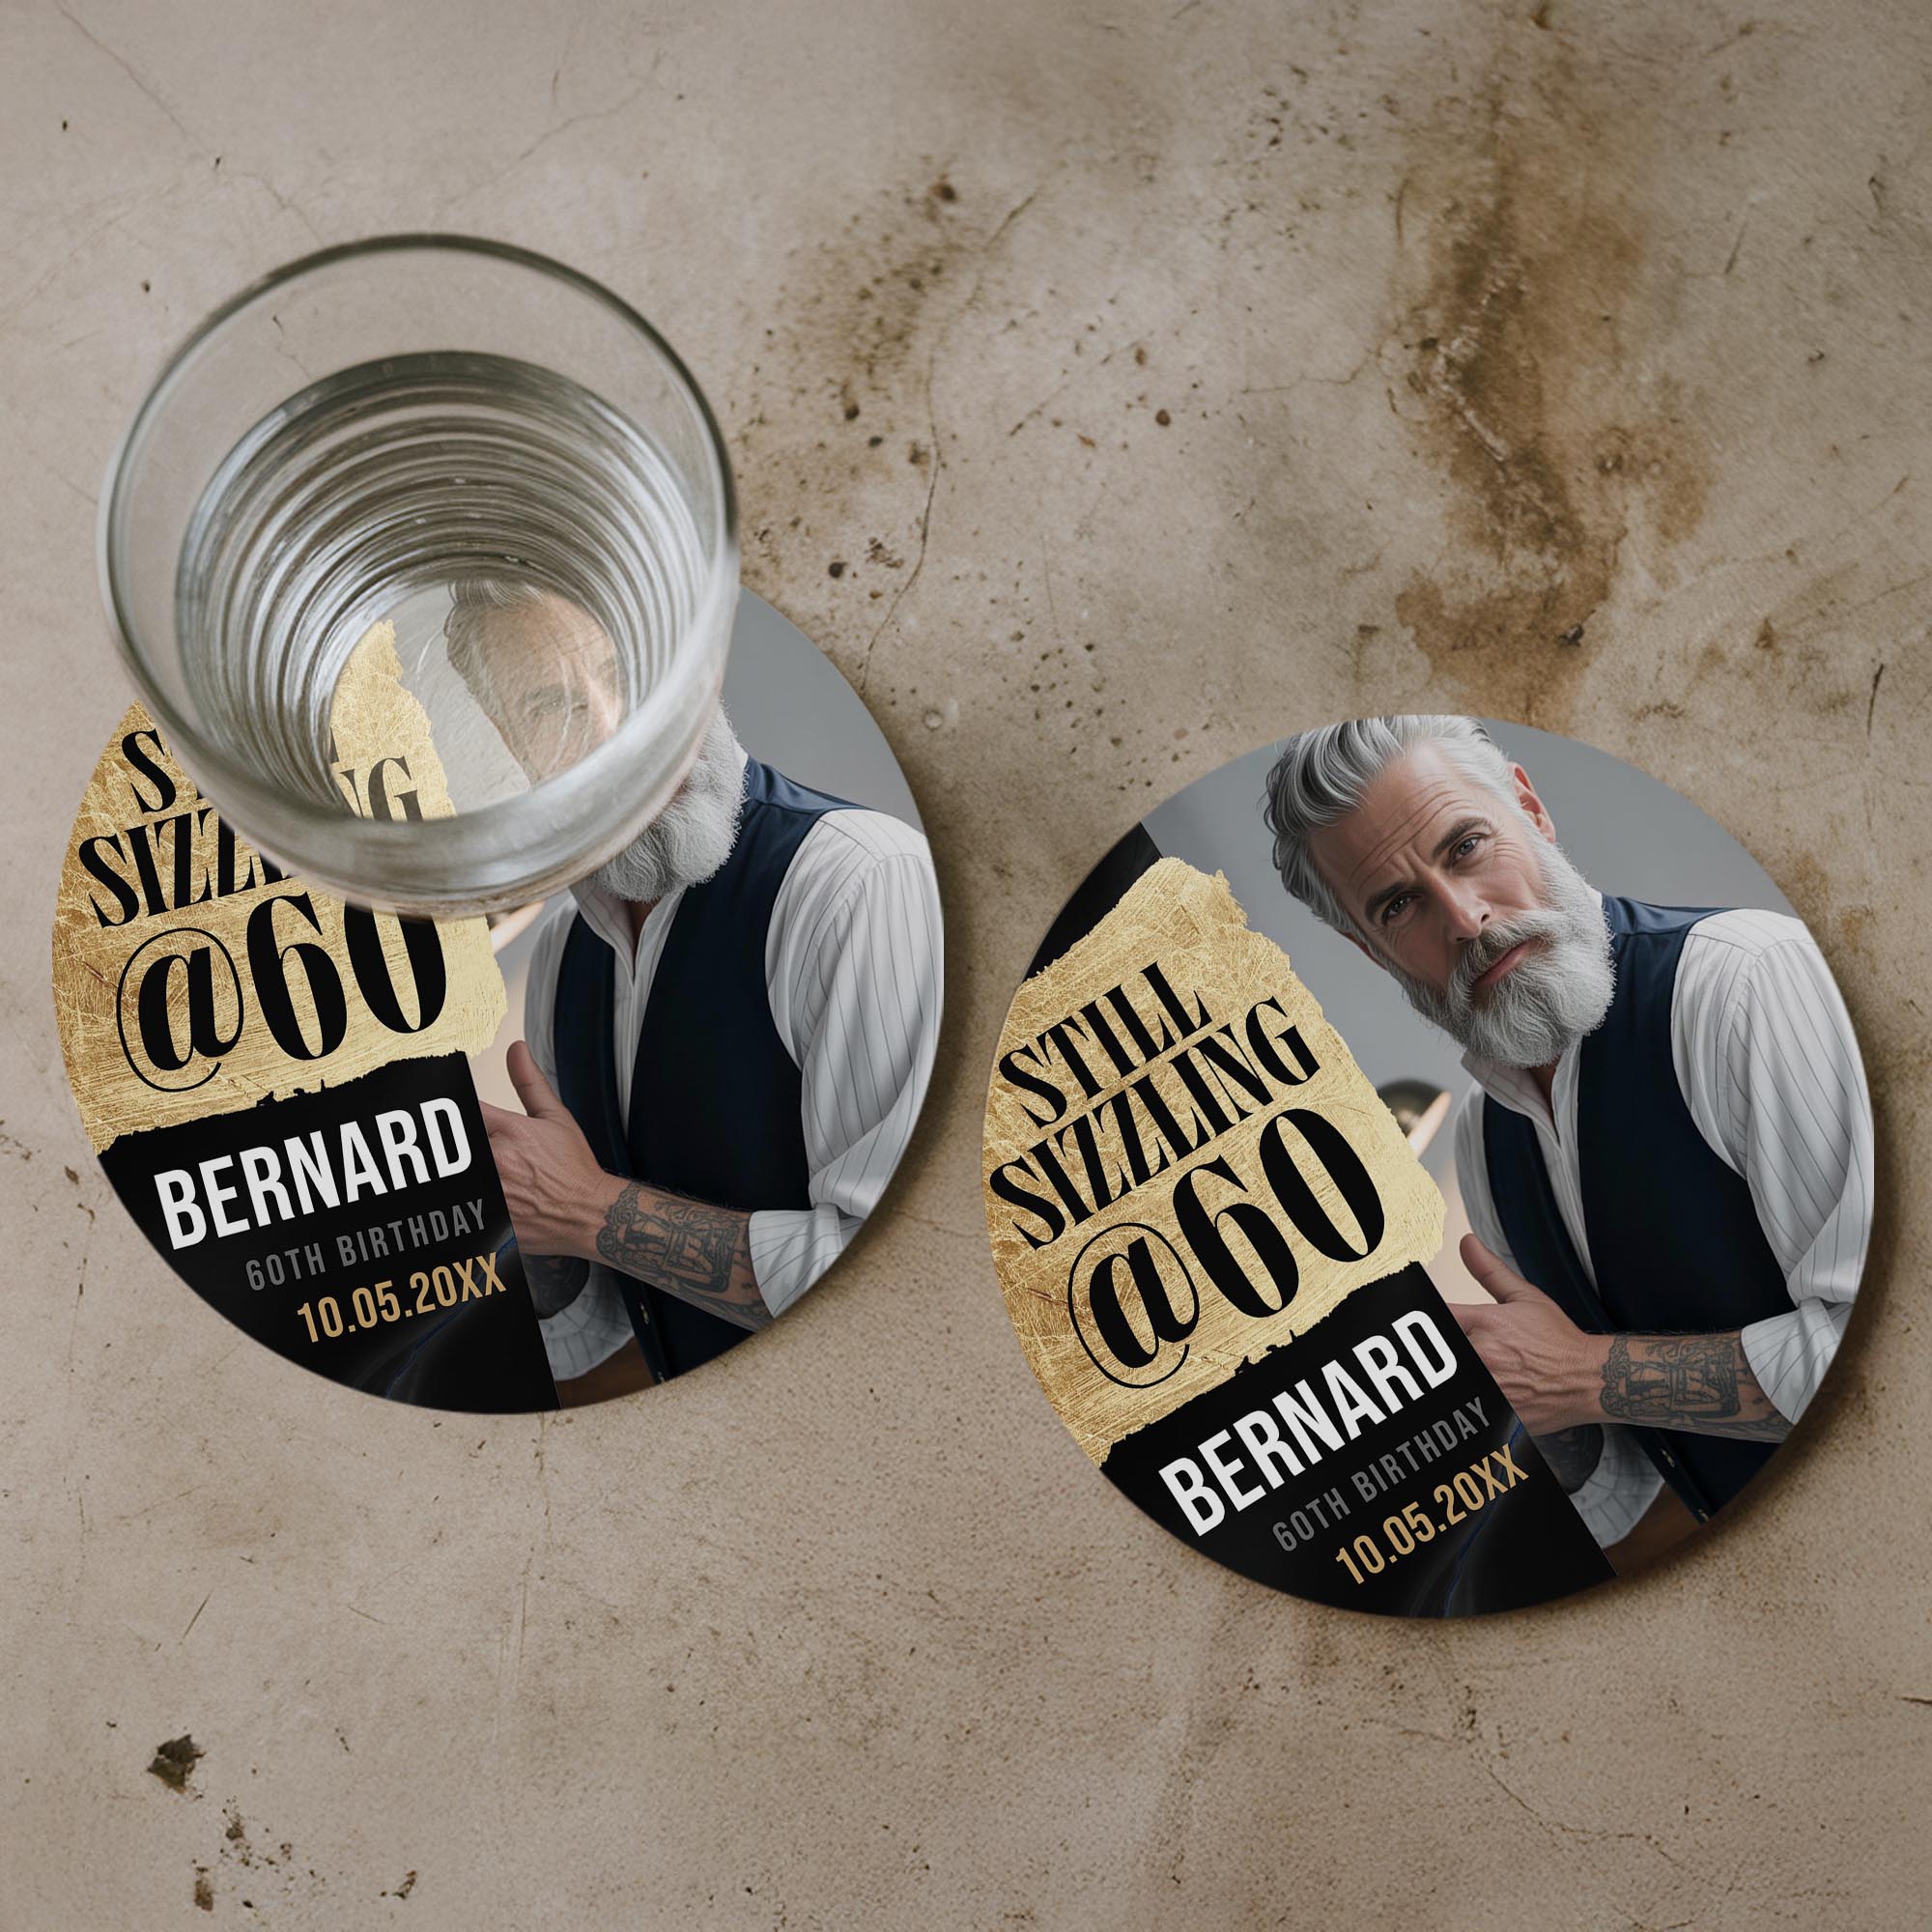 SIZZLING
@60
BERNARD
60TH BIRTHDAY
10.05.20XX
STILL
SIZZLING
@60
BERNARD
60TH BIRTHDAY
10.05.20XX